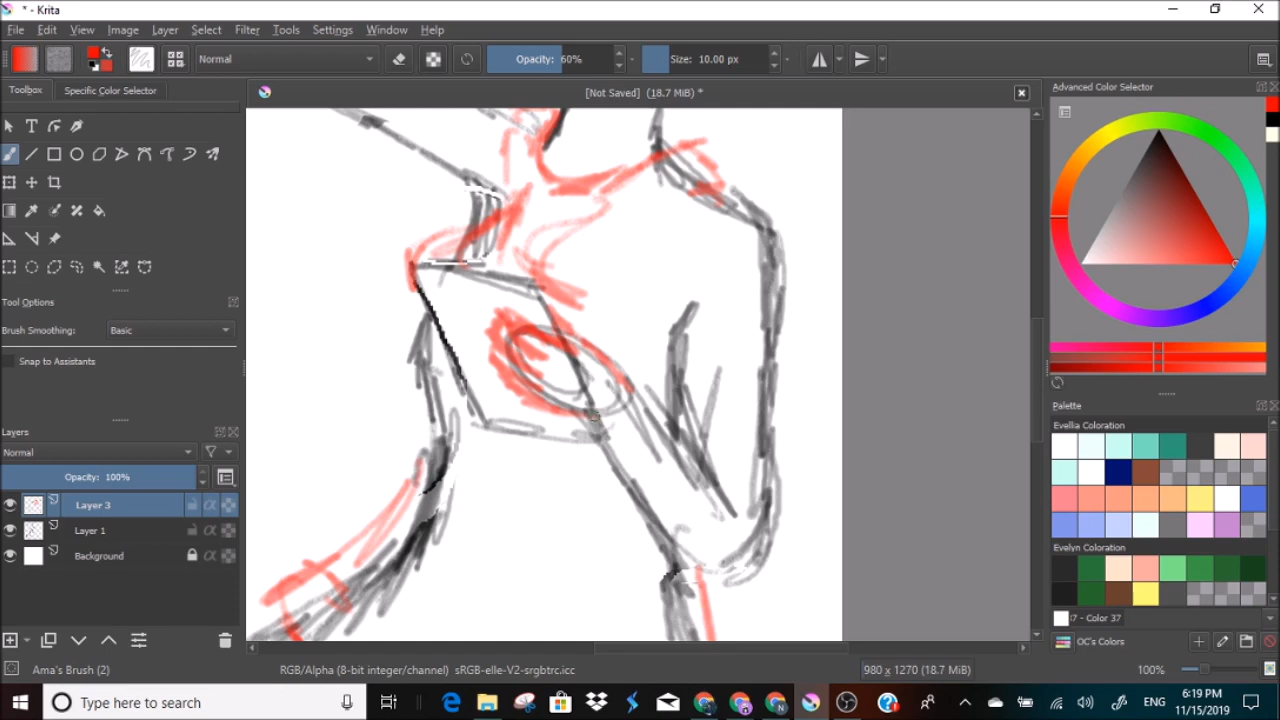 * - Krita
File Edit View Image Layer Select Filter Tools Settings Window Help
Normal Opacity: 60% Size: 10.00 px
Toolbox Specific Color Selector
[Not Saved] (18.7 MiB) *
Advanced Color Selector
Tool Options
Brush Smoothing: Basic
Snap to Assistants
Layers
Normal
Opacity: 100%
Layer 3
Layer 1
Background
Palette
Evellia Coloration
Evelyn Coloration
I7 - Color 37
OC's Colors
Ama's Brush (2) RGB/Alpha (8-bit integer/channel) sRGB-elle-V2-srgbtrc.icc 980 x 1270 (18.7 MiB) 100%
Type here to search
ENG
6:19 PM
11/15/2019